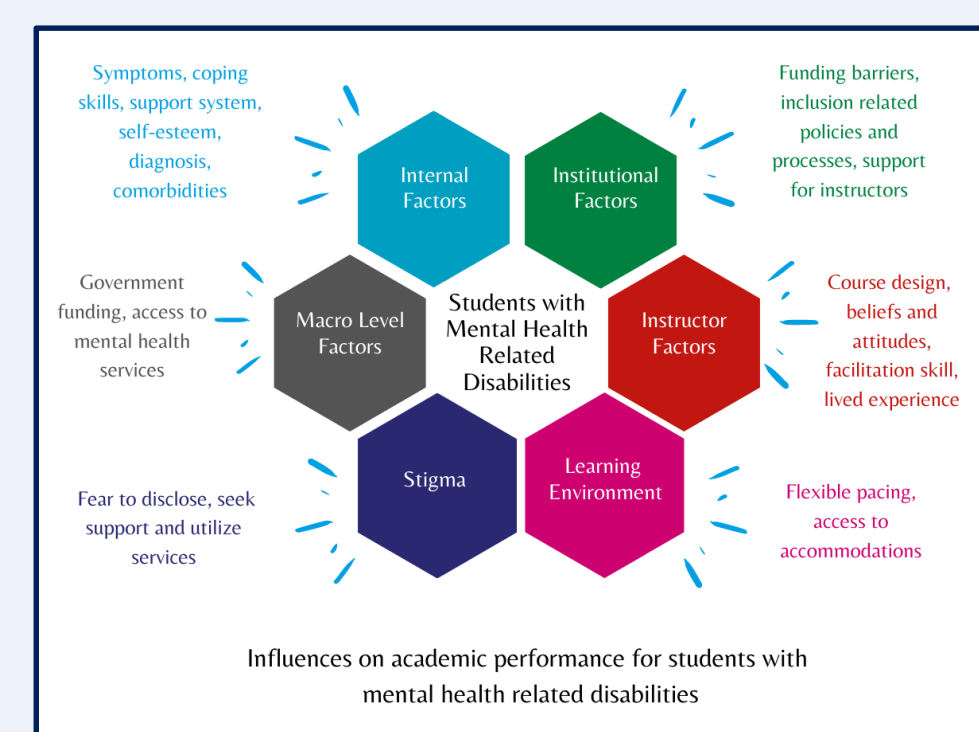 Symptoms, coping
skills, support system,
self-esteem,
diagnosis,
comorbidities
Internal
Factors
Institutional
Factors
Funding barriers,
inclusion related
policies and
processes, support
for instructors
Government
funding, access to
mental health
services
Macro Level
Factors
Students with
Mental Health
Related
Disabilities
Instructor
Factors
Course design,
beliefs and
attitudes,
facilitation skill,
lived experience
Fear to disclose, seek
support and utilize
services
Stigma
Learning
Environment
Flexible pacing,
access to
accommodations
Influences on academic performance for students with
mental health related disabilities